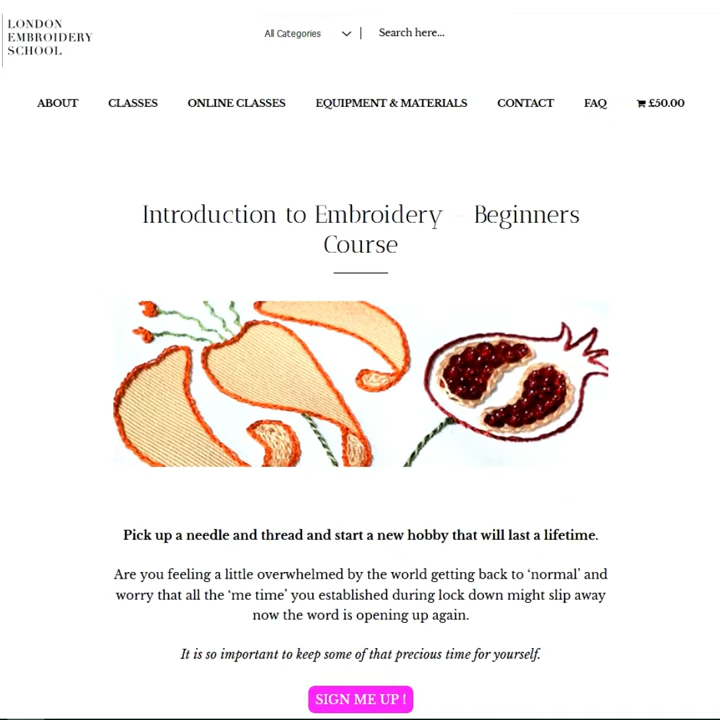 LONDON
EMBROIDERY
SCHOOL
All Categories
Search here...
ABOUT
CLASSES
ONLINE CLASSES
EQUIPMENT & MATERIALS
CONTACT
FAQ
£50.00
Introduction to Embroidery – Beginners
Course
Pick up a needle and thread and start a new hobby that will last a lifetime.
Are you feeling a little overwhelmed by the world getting back to ‘normal’ and
worry that all the ‘me time’ you established during lock down might slip away
now the word is opening up again.
It is so important to keep some of that precious time for yourself.
SIGN ME UP !